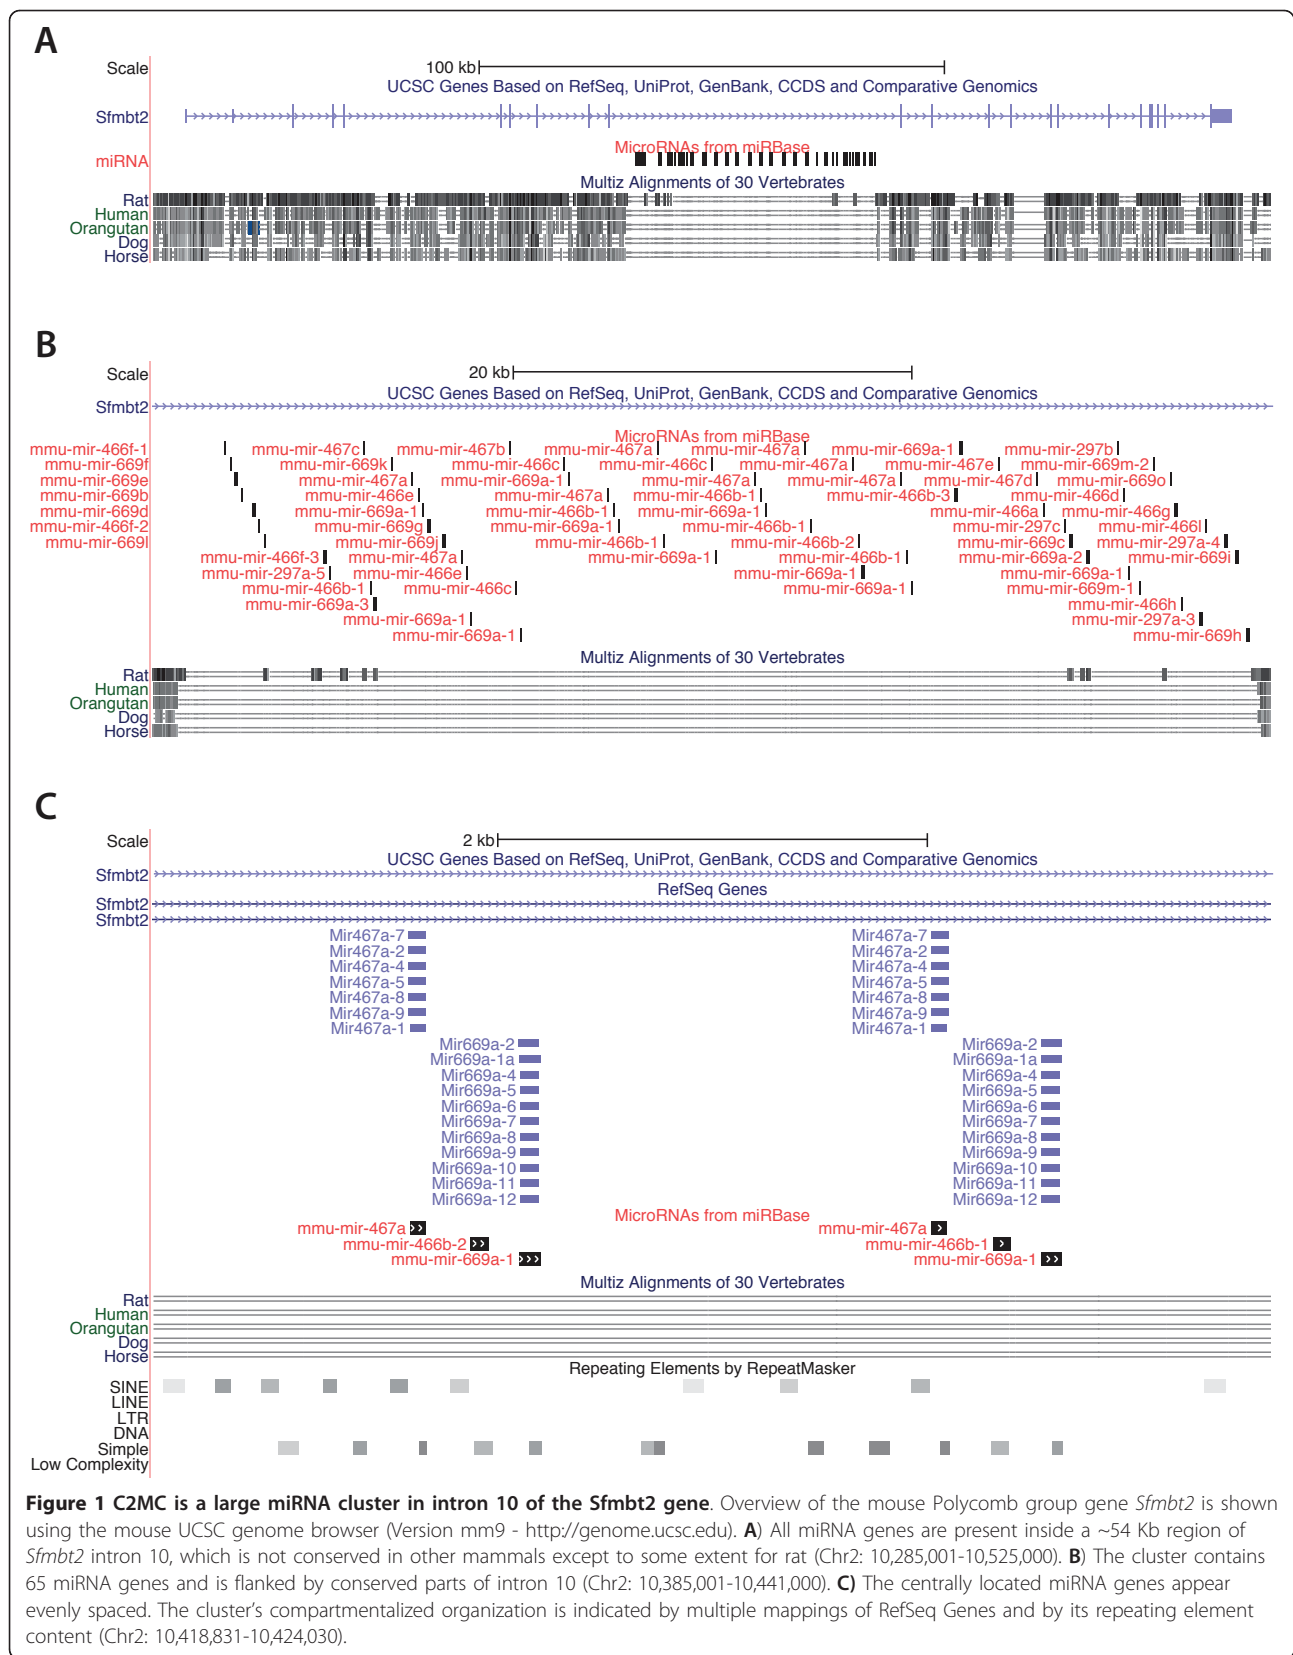 A
Scale 100 kb
UCSC Genes Based on RefSeq, UniProt, GenBank, CCDS and Comparative Genomics
Sfmbt2
MicroRNAs from miRBase
miRNA
Multiz Alignments of 30 Vertebrates
Rat
Human
Orangutan
Dog
Horse
B
Scale 20 kb
UCSC Genes Based on RefSeq, UniProt, GenBank, CCDS and Comparative Genomics
Sfmbt2
MicroRNAs from miRBase
mmu-mir-466f-1 mmu-mir-467c mmu-mir-467b mmu-mir-467a mmu-mir-467a mmu-mir-669a-1 mmu-mir-297b
mmu-mir-669f mmu-mir-669k mmu-mir-466c mmu-mir-466c mmu-mir-467a mmu-mir-467e mmu-mir-669m-2
mmu-mir-669e mmu-mir-467a mmu-mir-669a-1 mmu-mir-467a mmu-mir-467a mmu-mir-467d mmu-mir-669o
mmu-mir-669b mmu-mir-466e mmu-mir-467a mmu-mir-466b-1 mmu-mir-466b-3 mmu-mir-466d
mmu-mir-669d mmu-mir-669a-1 mmu-mir-466b-1 mmu-mir-669a-1 mmu-mir-466a mmu-mir-466g
mmu-mir-466f-2 mmu-mir-669g mmu-mir-669a-1 mmu-mir-466b-1 mmu-mir-297c mmu-mir-466l
mmu-mir-669l mmu-mir-669j mmu-mir-466b-1 mmu-mir-466b-2 mmu-mir-669c mmu-mir-297a-4
mmu-mir-466f-3 mmu-mir-467a mmu-mir-669a-1 mmu-mir-466b-1 mmu-mir-669a-2 mmu-mir-669i
mmu-mir-297a-5 mmu-mir-466e mmu-mir-669a-1 mmu-mir-669a-1
mmu-mir-466b-1 mmu-mir-466c mmu-mir-669a-1 mmu-mir-669m-1
mmu-mir-669a-3 mmu-mir-466h
mmu-mir-669a-1 mmu-mir-297a-3
mmu-mir-669a-1 mmu-mir-669h
Multiz Alignments of 30 Vertebrates
Rat
Human
Orangutan
Dog
Horse
C
Scale 2 kb
UCSC Genes Based on RefSeq, UniProt, GenBank, CCDS and Comparative Genomics
Sfmbt2
RefSeq Genes
Sfmbt2
Sfmbt2
Mir467a-7 Mir467a-7
Mir467a-2 Mir467a-2
Mir467a-4 Mir467a-4
Mir467a-5 Mir467a-5
Mir467a-8 Mir467a-8
Mir467a-9 Mir467a-9
Mir467a-1 Mir467a-1
Mir669a-2 Mir669a-2
Mir669a-1a Mir669a-1a
Mir669a-4 Mir669a-4
Mir669a-5 Mir669a-5
Mir669a-6 Mir669a-6
Mir669a-7 Mir669a-7
Mir669a-8 Mir669a-8
Mir669a-9 Mir669a-9
Mir669a-10 Mir669a-10
Mir669a-11 Mir669a-11
Mir669a-12 Mir669a-12
MicroRNAs from miRBase
mmu-mir-467a mmu-mir-467a
mmu-mir-466b-2 mmu-mir-466b-1
mmu-mir-669a-1 mmu-mir-669a-1
Multiz Alignments of 30 Vertebrates
Rat
Human
Orangutan
Dog
Horse
Repeating Elements by RepeatMasker
SINE
LINE
LTR
DNA
Simple
Low Complexity
Figure 1 C2MC is a large miRNA cluster in intron 10 of the Sfmbt2 gene. Overview of the mouse Polycomb group gene Sfmbt2 is shown
using the mouse UCSC genome browser (Version mm9 - http://genome.ucsc.edu). A) All miRNA genes are present inside a ~54 Kb region of
Sfmbt2 intron 10, which is not conserved in other mammals except to some extent for rat (Chr2: 10,285,001-10,525,000). B) The cluster contains
65 miRNA genes and is flanked by conserved parts of intron 10 (Chr2: 10,385,001-10,441,000). C) The centrally located miRNA genes appear
evenly spaced. The cluster's compartmentalized organization is indicated by multiple mappings of RefSeq Genes and by its repeating element
content (Chr2: 10,418,831-10,424,030).